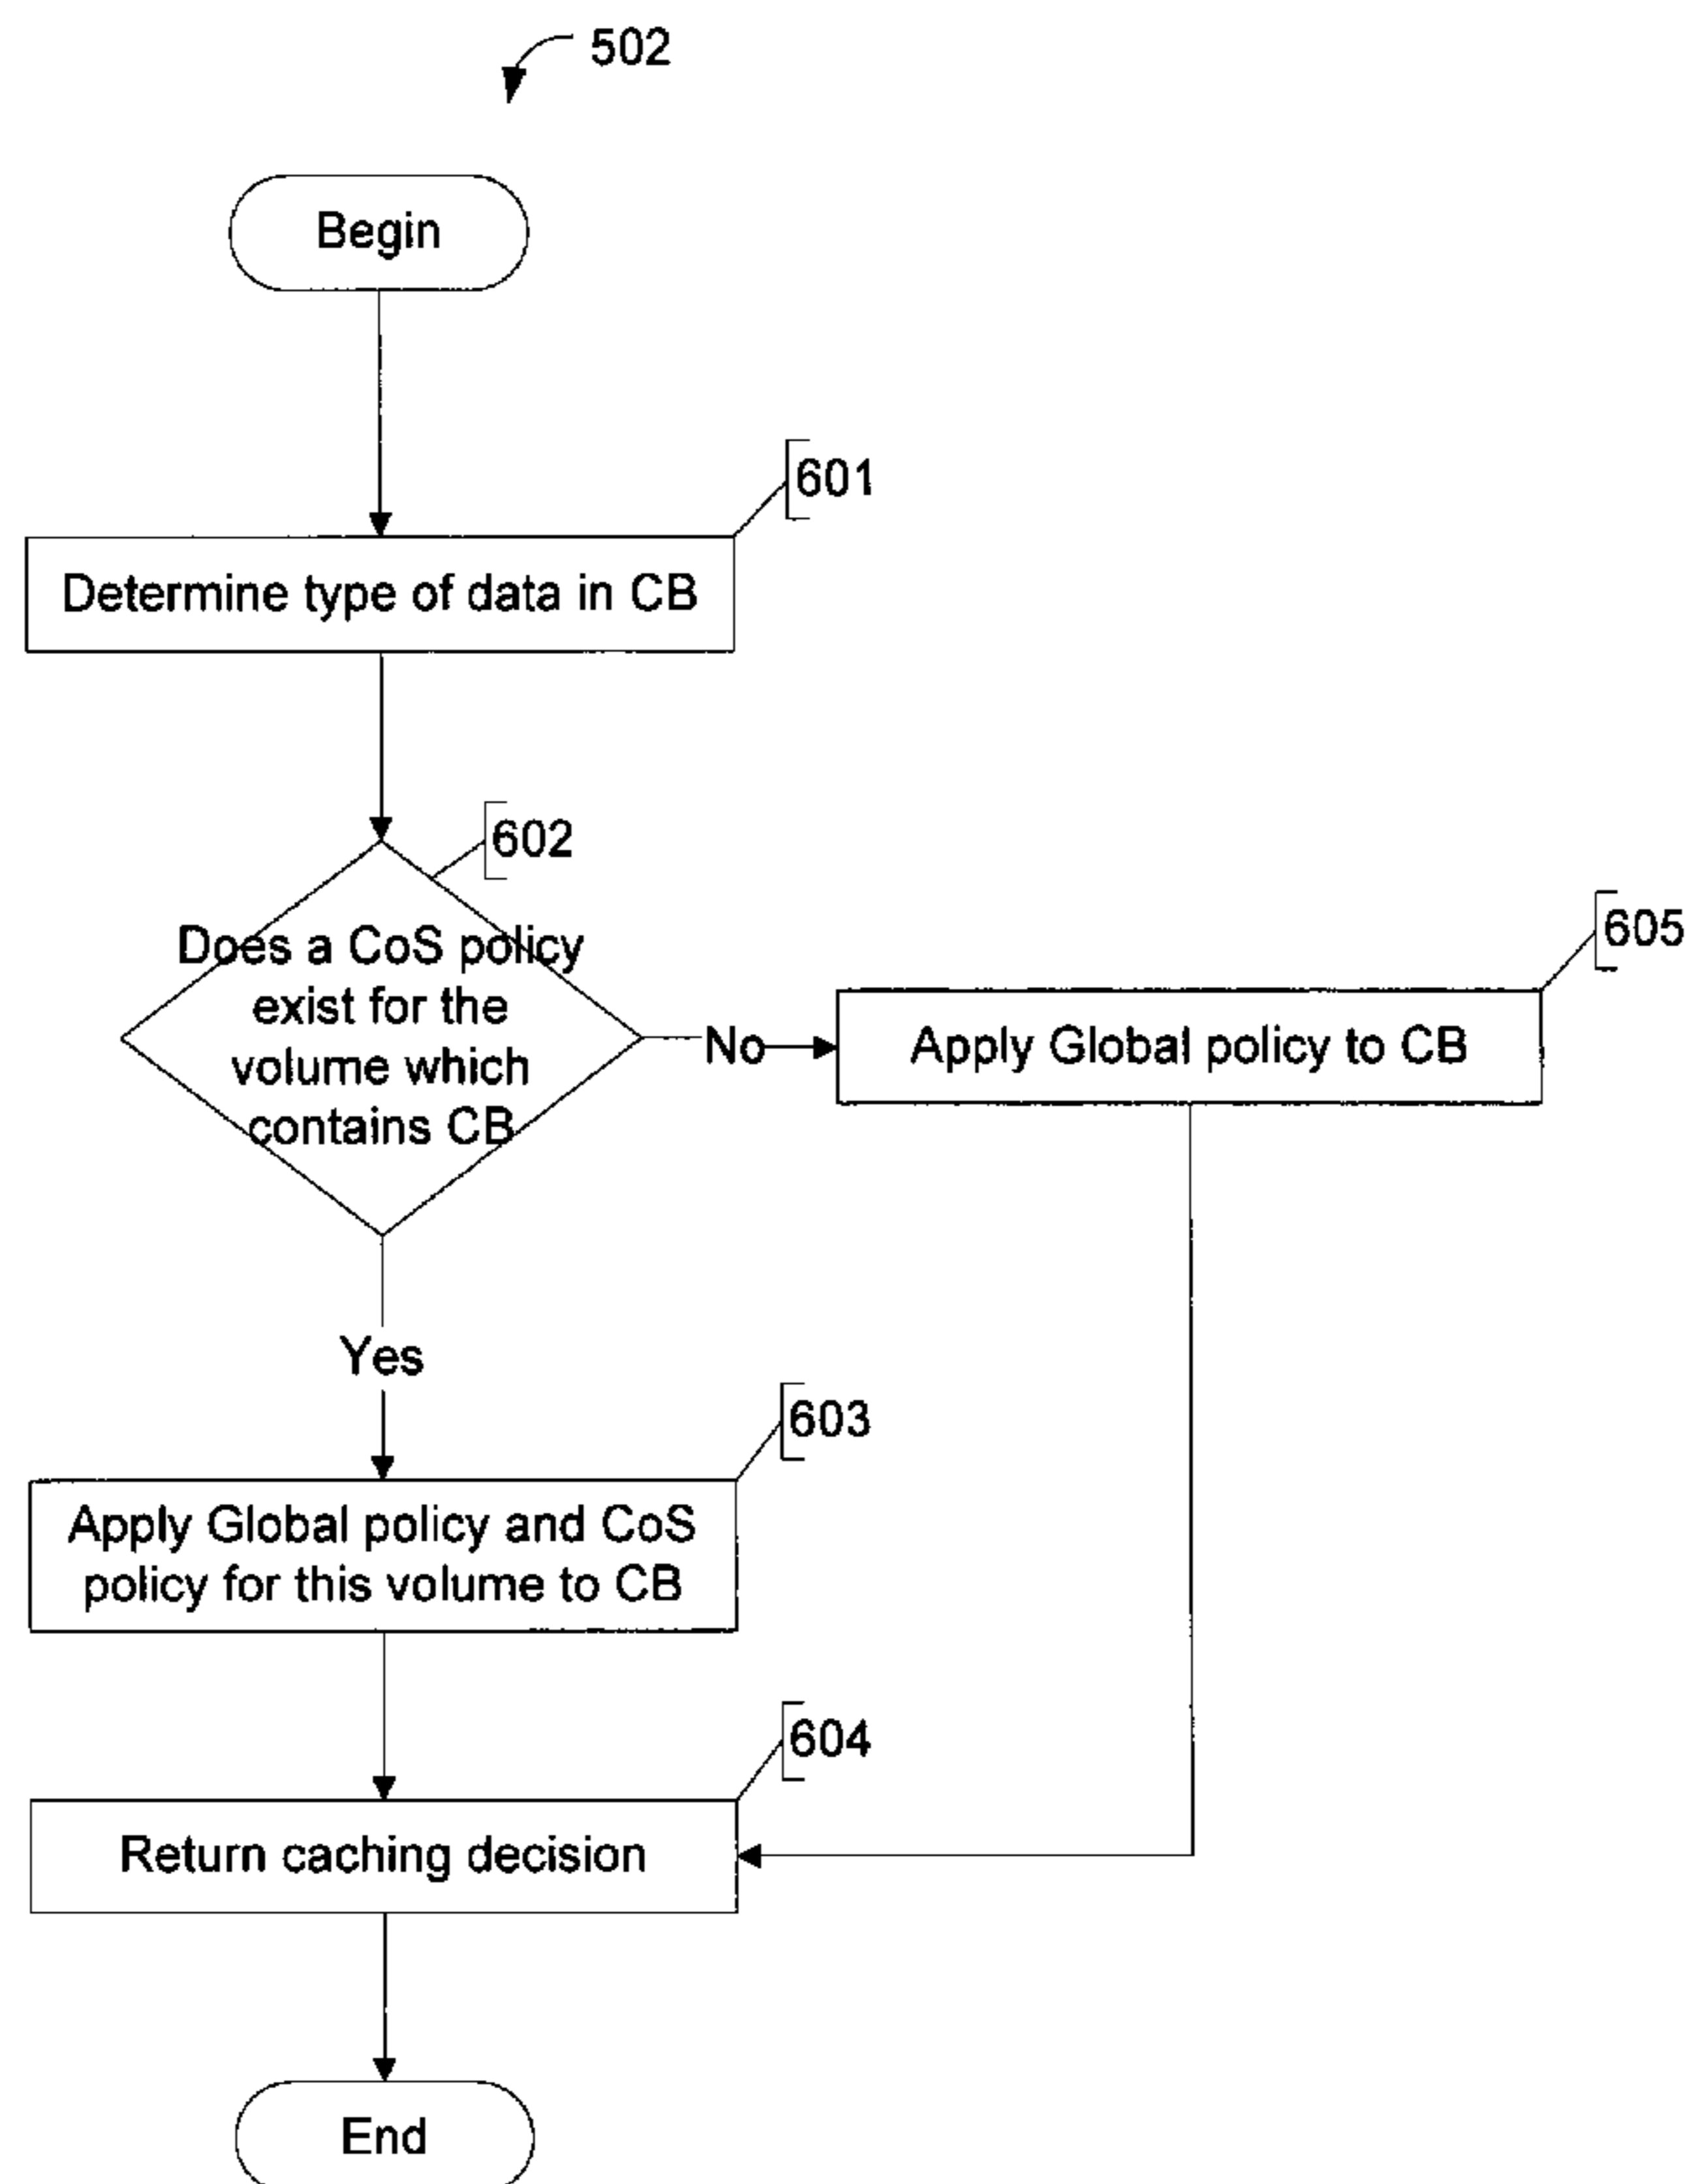 502
Begin
601
Determine type of data in CB
602
Does a CoS policy
exist for the
volume which
contains CB
No
605
Apply Global policy to CB
Yes
603
Apply Global policy and CoS
policy for this volume to CB
604
Return caching decision
End